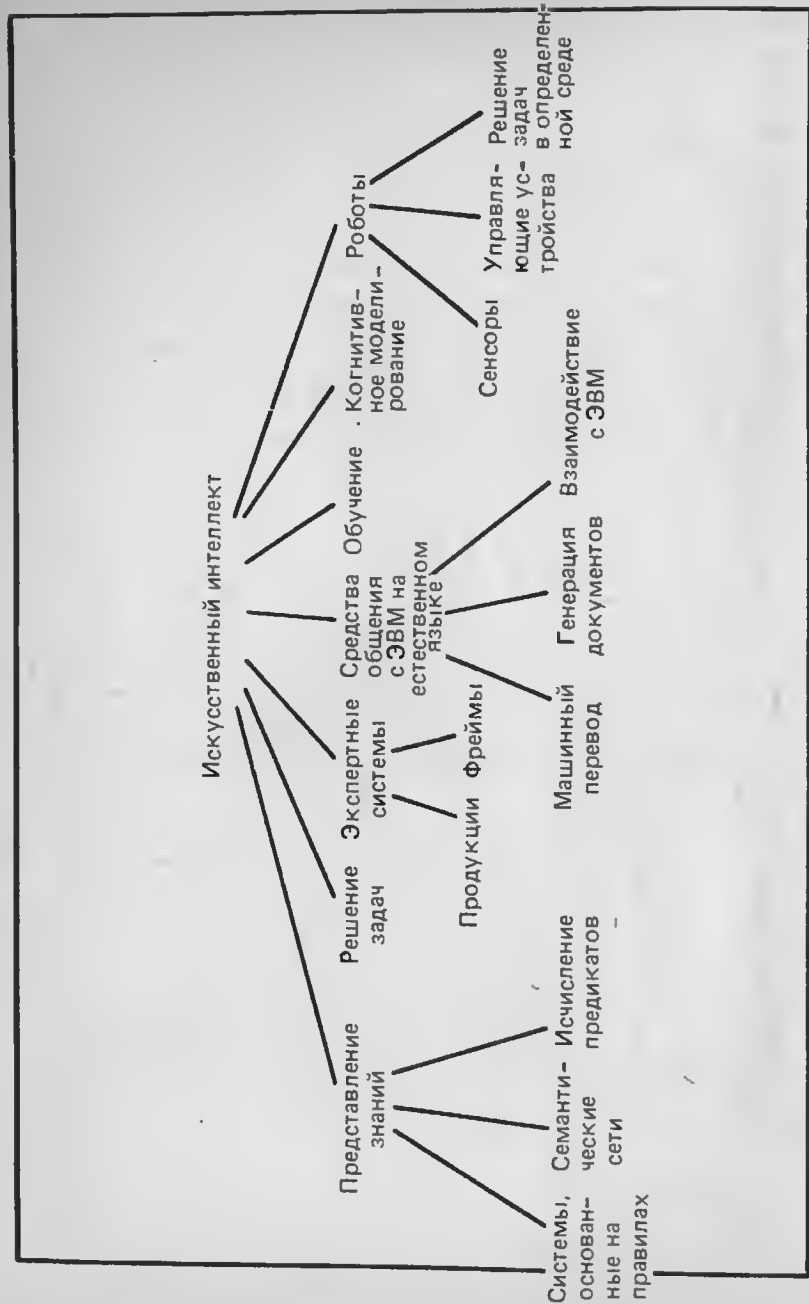 Искусственный интеллект
Представление
знаний
Решение
задач
Экспертные
системы
Средства
общения
с ЭВМ на
естественном
языке
Обучение
Когнитив-
ное модели-
рование
Роботы
Системы,
основан-
ные на
правилах
Семанти-
ческие
сети
Исчисление
предикатов
Продукции
Фреймы
Машинный
перевод
Генерация
документов
Взаимодействие
с ЭВМ
Сенсоры
Управля-
ющие ус-
тройства
Решение
задач
в определен-
ной среде